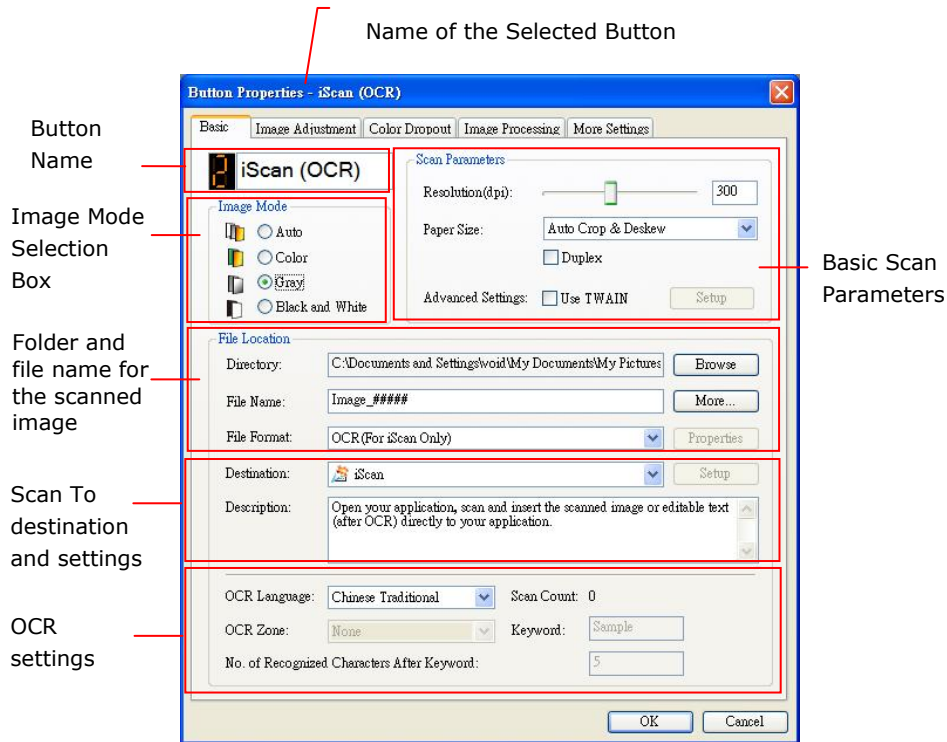 Name of the Selected Button
Button Properties - iScan (OCR)
Basic Image Adjustment Color Dropout Image Processing More Settings
Button
Name
2 iScan (OCR)
Scan Parameters
Resolution(dpi): 300
Paper Size: Auto Crop & Deskew
Duplex
Advanced Settings: Use TWAIN Setup
Basic Scan
Parameters
Image Mode
Selection
Box
Image Mode
Auto
Color
Gray
Black and White
Folder and
file name for
the scanned
image
File Location
Directory: C:\Documents and Settings\void\My Documents\My Pictures Browse
File Name: Image_##### More...
File Format: OCR(For iScan Only) Properties
Scan To
destination
and settings
Destination: iScan Setup
Description: Open your application, scan and insert the scanned image or editable text
(after OCR) directly to your application.
OCR
settings
OCR Language: Chinese Traditional Scan Count: 0
OCR Zone: None Keyword: Sample
No. of Recognized Characters After Keyword: 5
OK Cancel